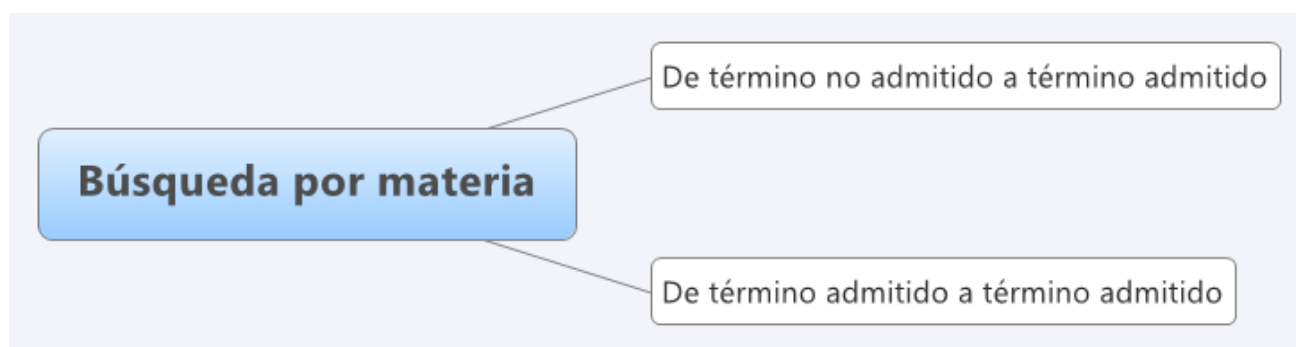 De término no admitido a término admitido
Búsqueda por materia
De término admitido a término admitido